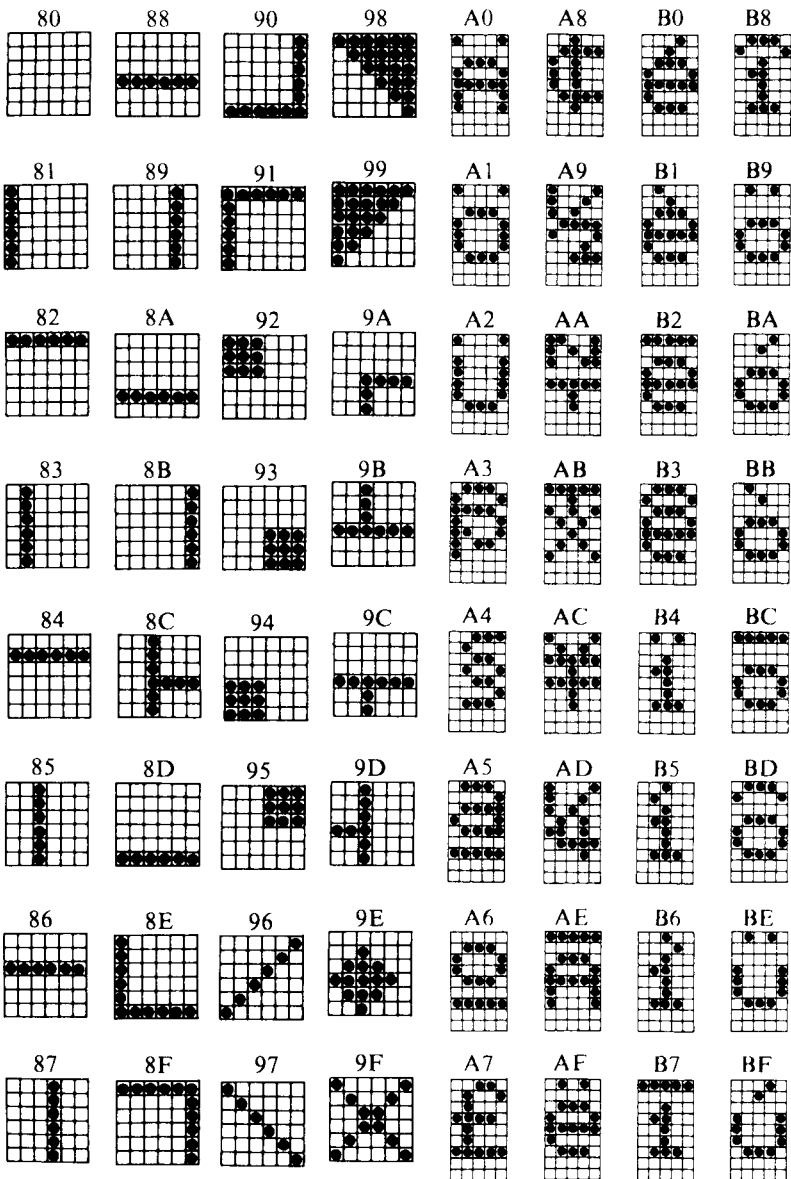 80 88 90 98 A0 A8 B0 B8
81 89 91 99 A1 A9 B1 B9
82 8A 92 9A A2 AA B2 BA
83 8B 93 9B A3 AB B3 BB
84 8C 94 9C A4 AC B4 BC
85 8D 95 9D A5 AD B5 BD
86 8E 96 9E A6 AE B6 BE
87 8F 97 9F A7 AF B7 BF